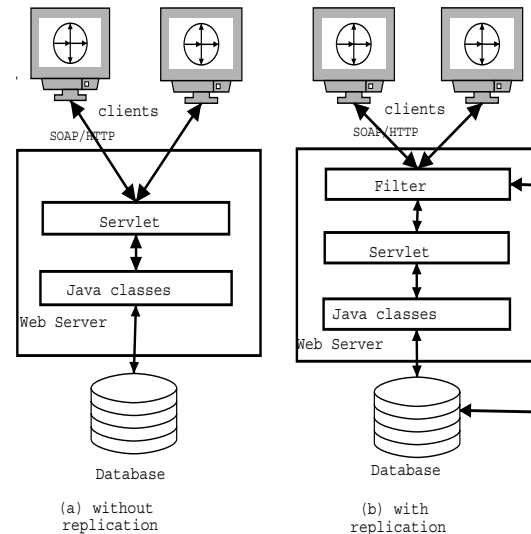 clients
SOAP/HTTP
Servlet
Java classes
Web Server
Database
(a) without
replication
clients
SOAP/HTTP
Filter
Servlet
Java classes
Web Server
Database
(b) with
replication